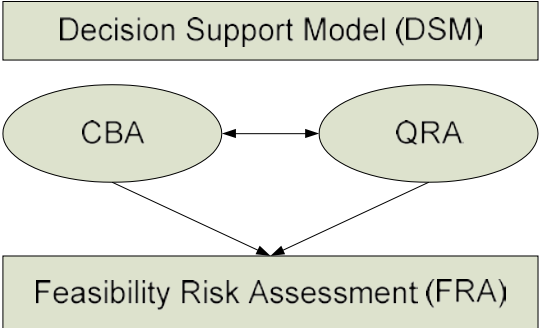 Decision Support Model (DSM)
CBA
QRA
Feasibility Risk Assessment (FRA)